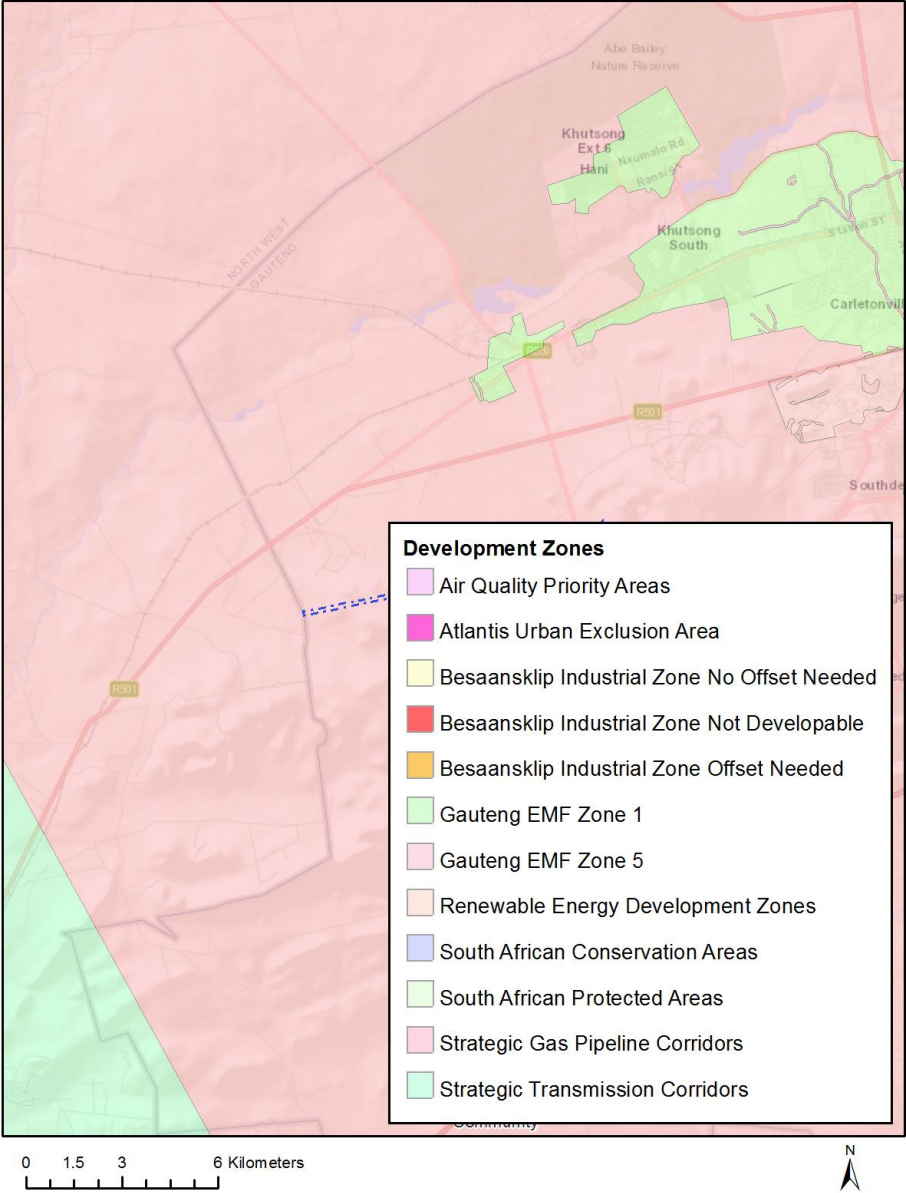 Abe Bailey
Nature Reserve
Khutsong
Ext 6
Hani
Nxumalo Rd
Ransi St
Khutsong
South
Station St
NORTH WEST
GAUTENG
Carletonvill
R501
Southde
R501
Development Zones
Air Quality Priority Areas
Atlantis Urban Exclusion Area
Besaansklip Industrial Zone No Offset Needed
Besaansklip Industrial Zone Not Developable
Besaansklip Industrial Zone Offset Needed
Gauteng EMF Zone 1
Gauteng EMF Zone 5
Renewable Energy Development Zones
South African Conservation Areas
South African Protected Areas
Strategic Gas Pipeline Corridors
Strategic Transmission Corridors
0 1.5 3 6 Kilometers
N